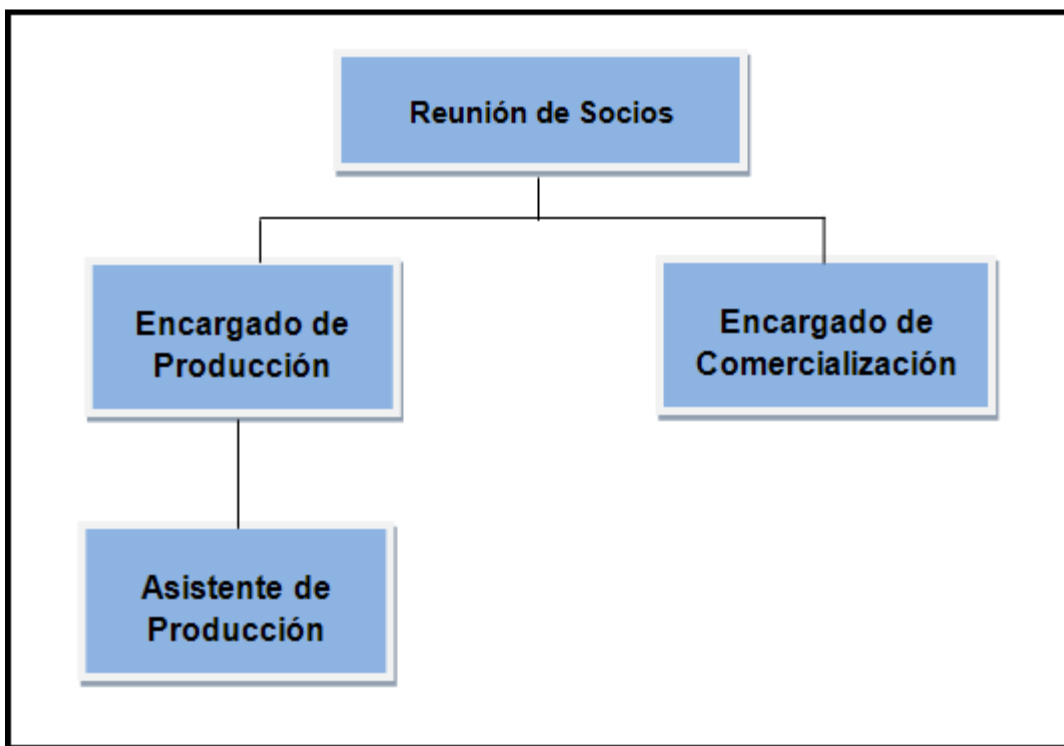 Reunión de Socios
Encargado de
Producción
Encargado de
Comercialización
Asistente de
Producción